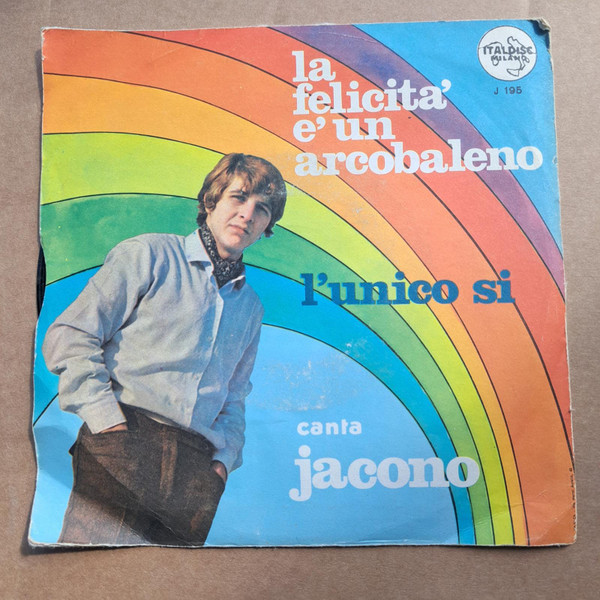 ITALDISC
MILANO
J 195
la
felicita'
e' un
arcobaleno
l'unico si
canta
jacono